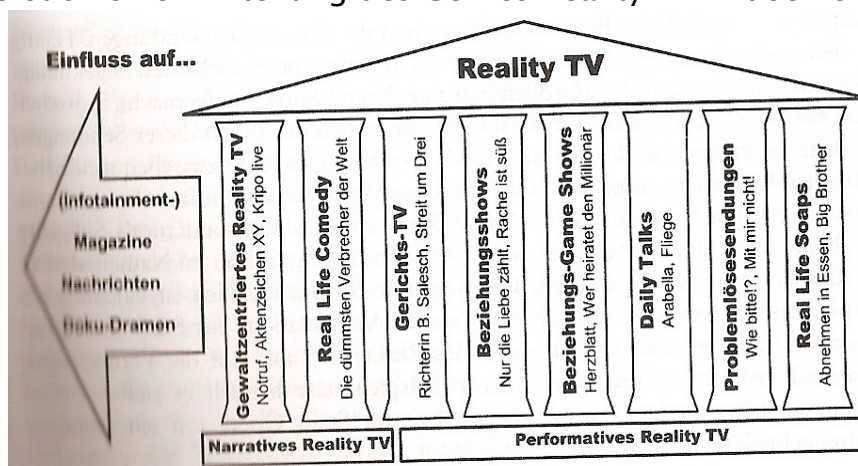 Einfluss auf...
Reality TV
(Infotainment-)
Magazine
Nachrichten
Doku-Dramen
Gewaltzentriertes Reality TV
Notruf, Aktenzeichen XY, Kripo live
Real Life Comedy
Die dümmsten Verbrecher der Welt
Gerichts-TV
Richterin B. Salesch, Streit um Drei
Beziehungsshows
Nur die Liebe zählt, Rache ist süß
Beziehungs-Game Shows
Herzblatt, Wer heiratet den Millionär
Daily Talks
Arabella, Fliege
Problemlösesendungen
Wie bitte!?, Mit mir nicht!
Real Life Soaps
Abnehmen in Essen, Big Brother
Narratives Reality TV
Performatives Reality TV